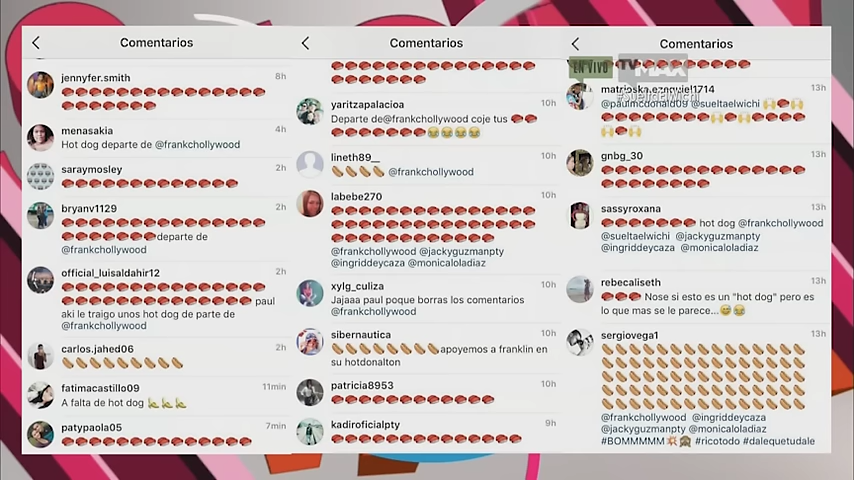 Comentarios
jennyfer.smith 8h
menasakia 4h
Hot dog departe de @frankchollywood
saraymosley 2h
bryanv1129 2h
departe de
@frankchollywood
official_luisaldahir12 2h
paul
aki le traigo unos hot dog de parte de
@frankchollywood
carlos.jahed06 2h
fatimacastillo09 11min
A falta de hot dog
patypaola05 7min
Comentarios
yaritzapalacioa 10h
Departe de@frankchollywood coje tus
lineth89__ 10h
@frankchollywood
labebe270 10h
@frankchollywood @jackyguzmanpty
@ingriddeycaza @monicaloladiaz
xylg_culiza 10h
Jajaaa paul poque borras los comentarios
@frankchollywood
sibernautica 10h
apoyemos a franklin en
su hotdonalton
patricia8953 10h
kadiroficialpty 9h
Comentarios
EN VIVO TVMAX
#SueltaElWichi
matrioska.ezequiel1714 13h
@paulmcdonald09 @sueltaelwichi
gnbg_30 13h
sassyroxana 13h
hot dog @frankchollywood
@sueltaelwichi @jackyguzmanpty
@ingriddeycaza @monicaloladiaz
rebecaliseth 13h
Nose si esto es un "hot dog" pero es
lo que mas se le parece...
sergiovega1 13h
@frankchollywood @ingriddeycaza
@jackyguzmanpty @monicaloladiaz
#BOMMMMM #ricotodo #dalequetudale